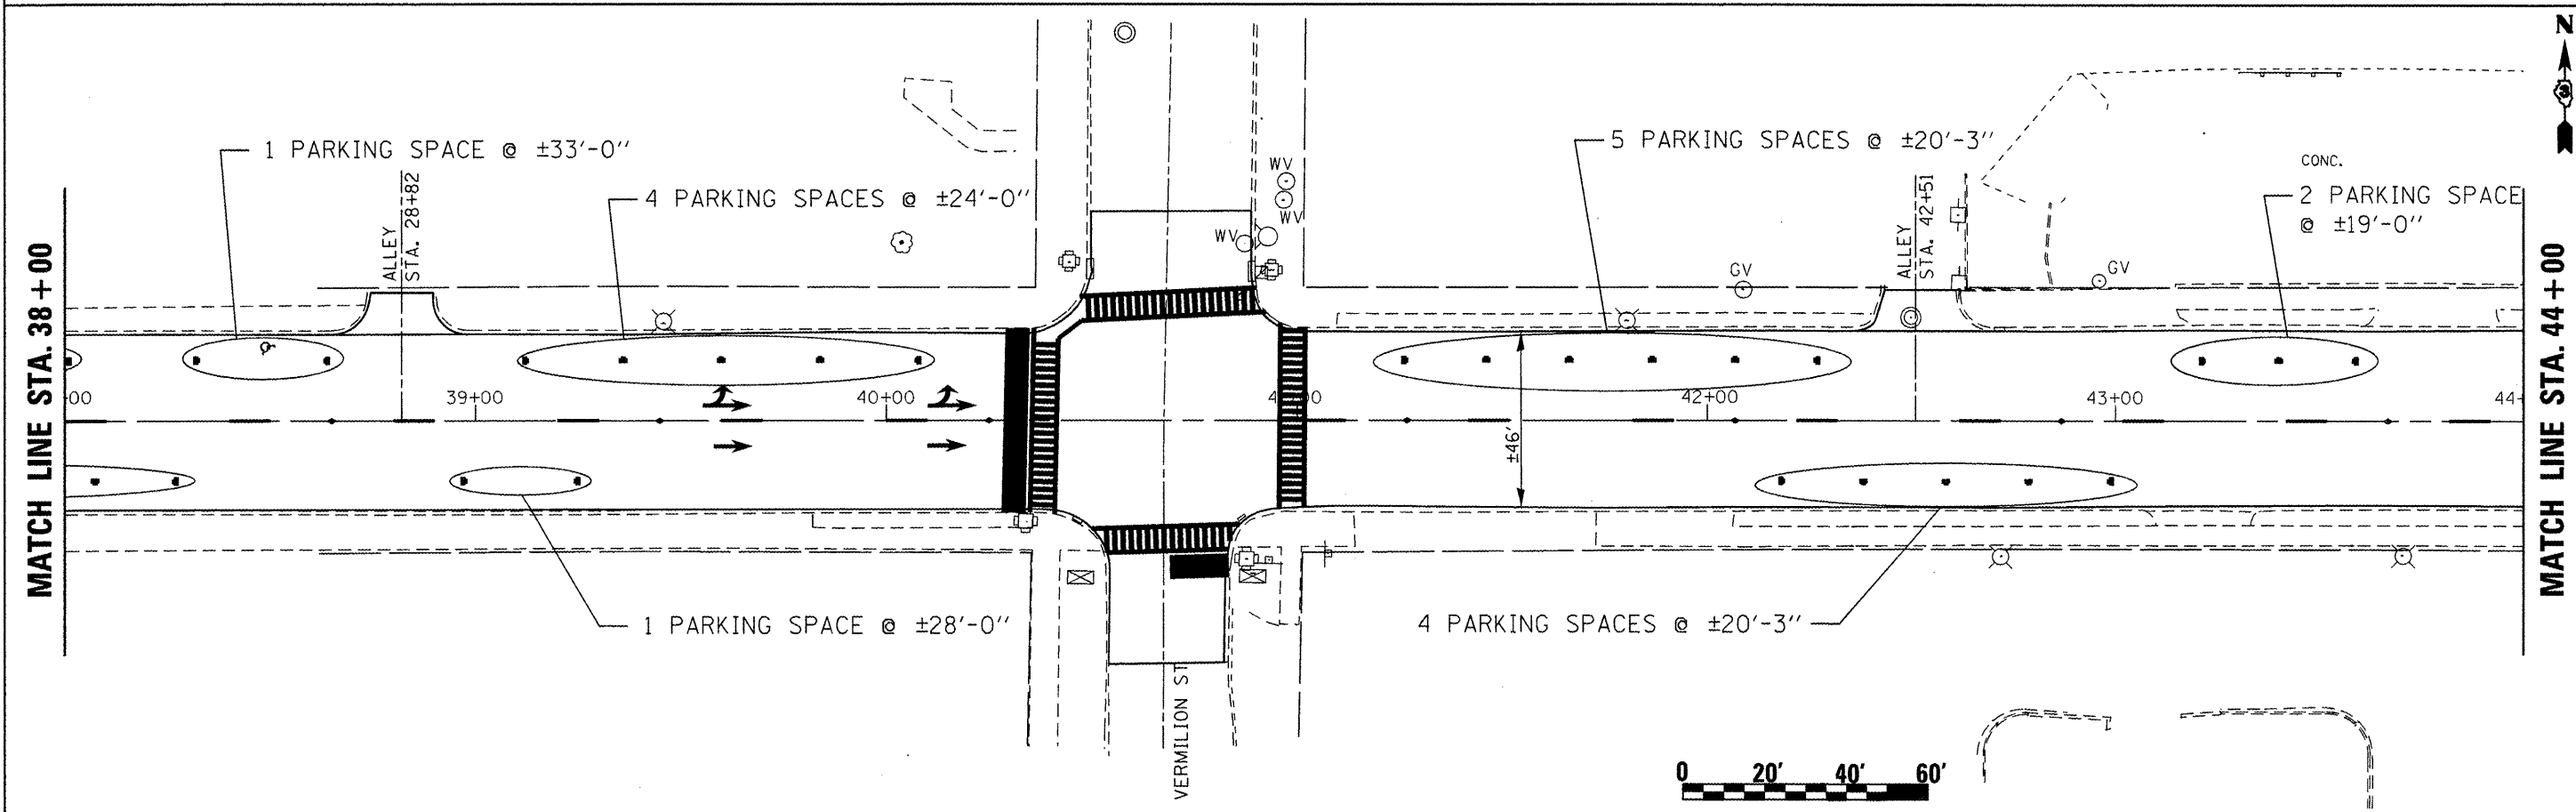 N
1 PARKING SPACE @ ±33'-0"
5 PARKING SPACES @ ±20'-3"
CONC.
WV
4 PARKING SPACES @ ±24'-0"
WV
2 PARKING SPACE
@ ±19'-0"
WV
ALLEY
STA. 28+82
ALLEY
STA. 42+51
GV
GV
MATCH LINE STA. 38+00
MATCH LINE STA. 44+00
00
39+00
40+00
42+00
43+00
44+
±46'
1 PARKING SPACE @ ±28'-0"
4 PARKING SPACES @ ±20'-3"
VERMILION ST
0 20' 40' 60'